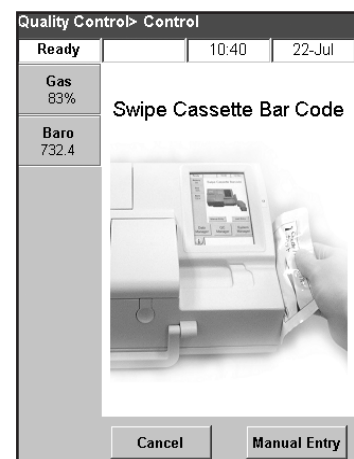 Quality Control> Control
Ready 10:40 22-Jul
Gas
83%
Baro
732.4
Swipe Cassette Bar Code
Cancel Manual Entry